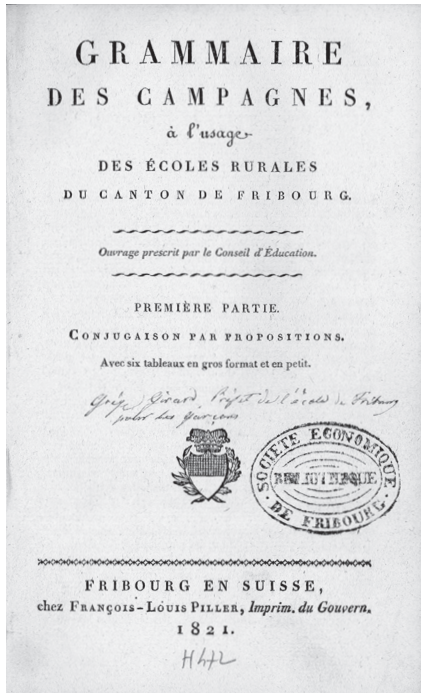 GRAMMAIRE
DES CAMPAGNES,
à l'usage
DES ÉCOLES RURALES
DU CANTON DE FRIBOURG.
Ouvrage prescrit par le Conseil d'Éducation.
PREMIÈRE PARTIE.
CONJUGAISON PAR PROPOSITIONS.
Avec six tableaux en gros format et en petit.
Girard, Préfet de l'école de Fribourg
pour les garçons
SOCIÉTÉ ECONOMIQUE
BIBLIOTHEQUE
DE FRIBOURG
FRIBOURG EN SUISSE,
chez FRANÇOIS-LOUIS PILLER, Imprim. du Gouvern.
1821.
H472